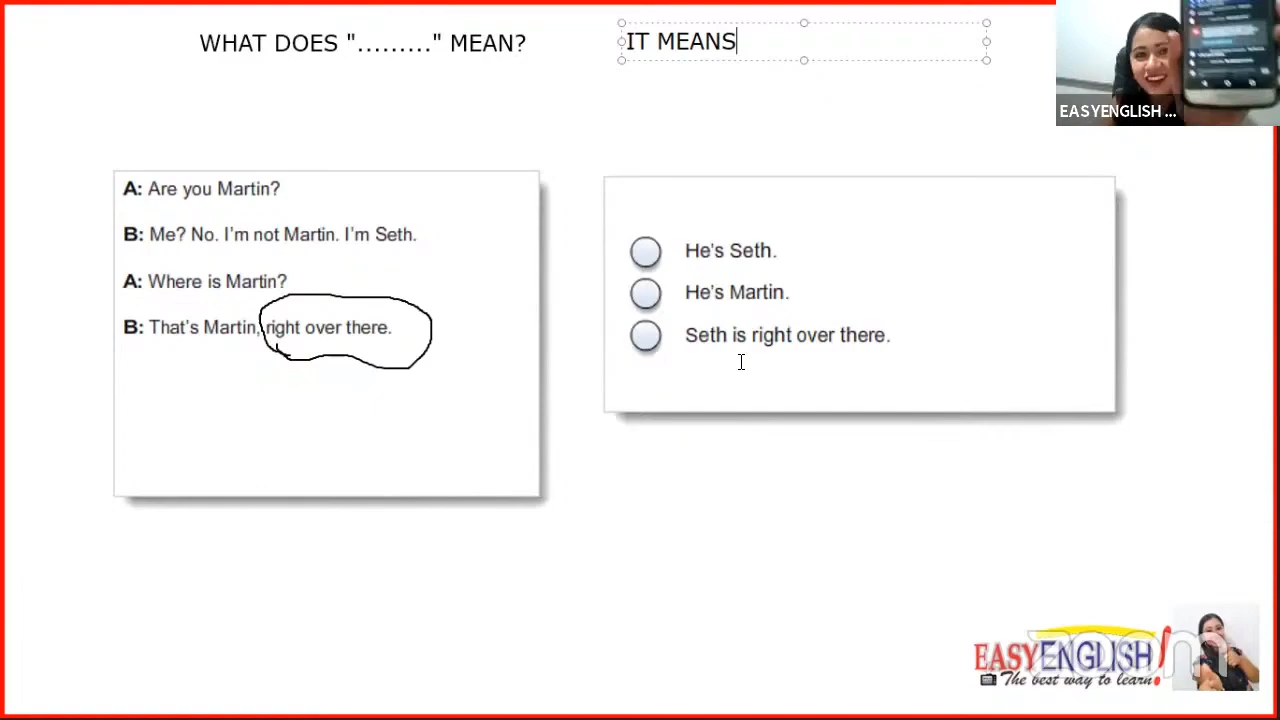 WHAT DOES "........." MEAN?
IT MEANS
EASYENGLISH ...
A: Are you Martin?
B: Me? No. I'm not Martin. I'm Seth.
A: Where is Martin?
B: That's Martin, right over there.
He's Seth.
He's Martin.
Seth is right over there.
EASYENGLISH!
The best way to learn
zoom